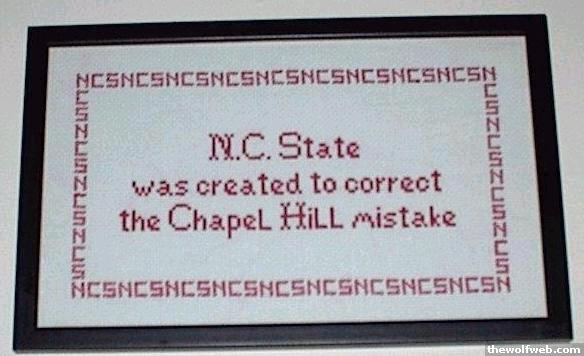 NCSNCSNCSNCSNCSNCSNCSNCSNCSN
N.C. State
was created to correct
the Chapel Hill mistake
NCSNCSNCSNCSNCSNCSNCSNCSNCSN
thewolfweb.com